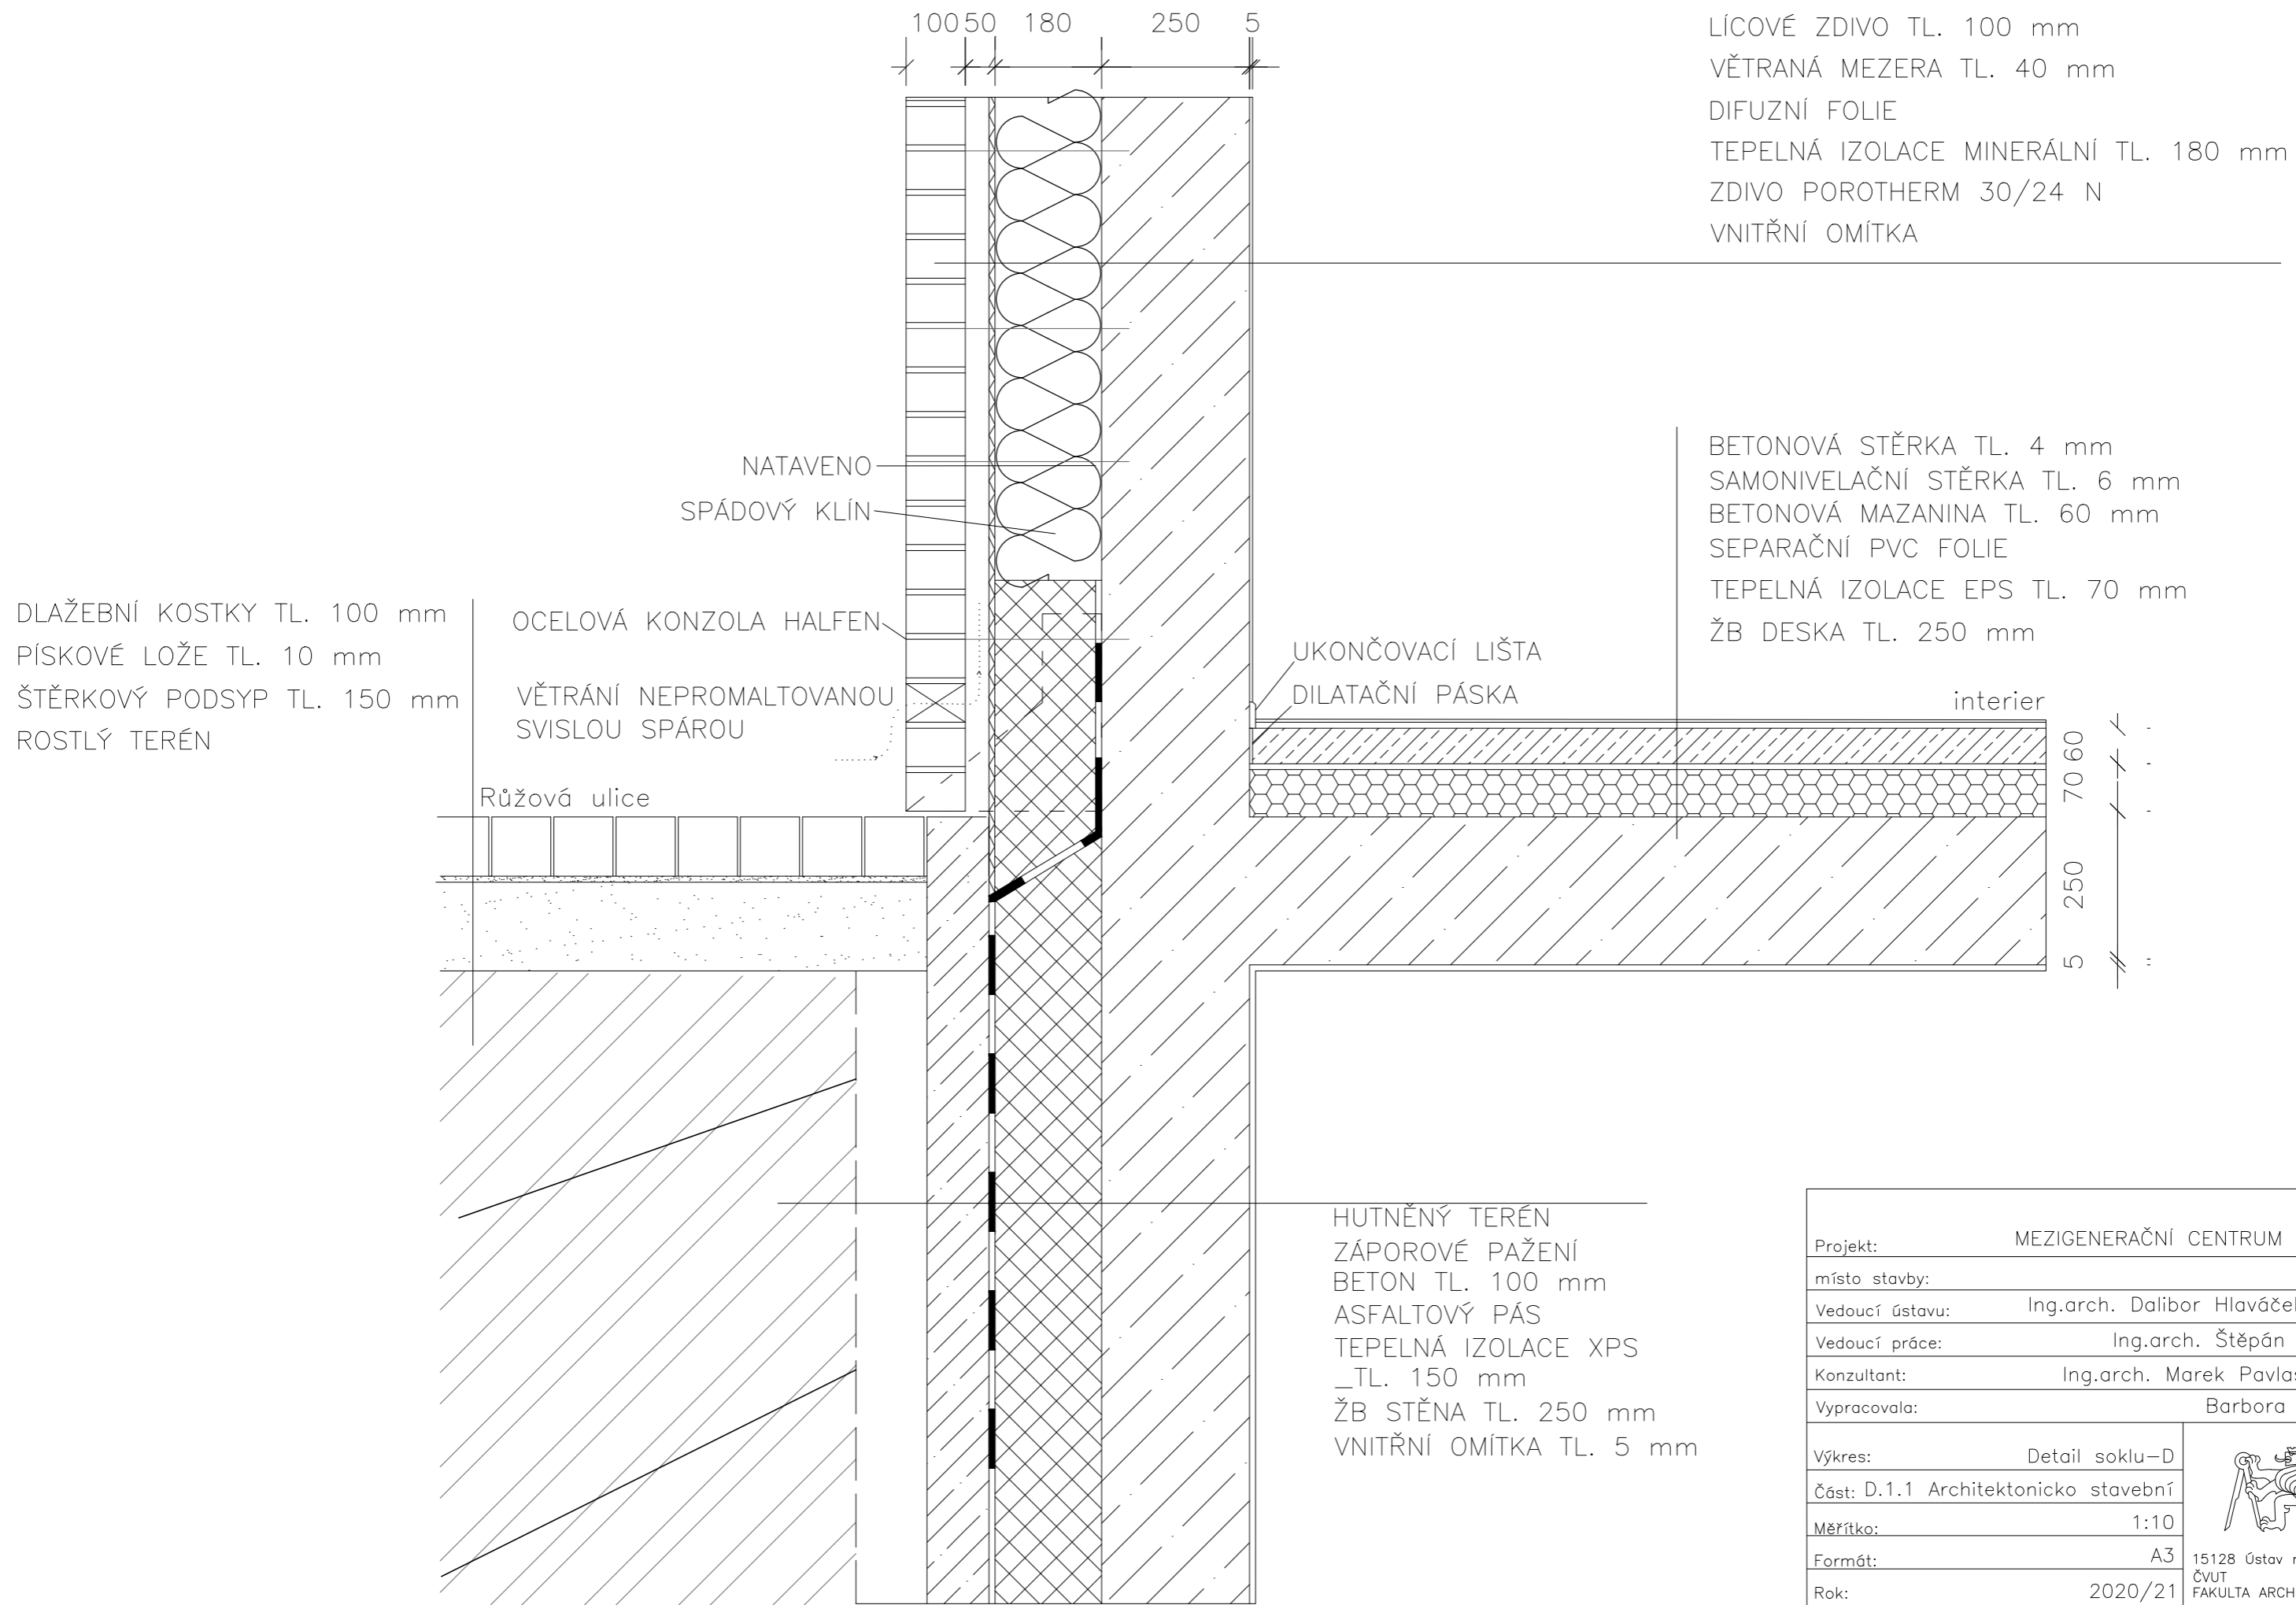 100 50 180 250 5
LÍCOVÉ ZDIVO TL. 100 mm
VĚTRANÁ MEZERA TL. 40 mm
DIFUZNÍ FOLIE
TEPELNÁ IZOLACE MINERÁLNÍ TL. 180 mm
ZDIVO POROTHERM 30/24 N
VNITŘNÍ OMÍTKA
NATAVENO
SPÁDOVÝ KLÍN
BETONOVÁ STĚRKA TL. 4 mm
SAMONIVELAČNÍ STĚRKA TL. 6 mm
BETONOVÁ MAZANINA TL. 60 mm
SEPARAČNÍ PVC FOLIE
TEPELNÁ IZOLACE EPS TL. 70 mm
ŽB DESKA TL. 250 mm
DLAŽEBNÍ KOSTKY TL. 100 mm
PÍSKOVÉ LOŽE TL. 10 mm
ŠTĚRKOVÝ PODSYP TL. 150 mm
ROSTLÝ TERÉN
OCELOVÁ KONZOLA HALFEN
VĚTRÁNÍ NEPROMALTOVANOU
SVISLOU SPÁROU
UKONČOVACÍ LIŠTA
DILATAČNÍ PÁSKA
interier
Růžová ulice
60
70
250
5
HUTNĚNÝ TERÉN
ZÁPOROVÉ PAŽENÍ
BETON TL. 100 mm
ASFALTOVÝ PÁS
TEPELNÁ IZOLACE XPS
_TL. 150 mm
ŽB STĚNA TL. 250 mm
VNITŘNÍ OMÍTKA TL. 5 mm
Projekt: MEZIGENERAČNÍ CENTRUM
místo stavby:
Vedoucí ústavu: Ing.arch. Dalibor Hlaváče
Vedoucí práce: Ing.arch. Štěpán
Konzultant: Ing.arch. Marek Pavla
Vypracovala: Barbora
Výkres: Detail soklu-D
Část: D.1.1 Architektonicko stavební
Měřítko: 1:10
Formát: A3
Rok: 2020/21
15128 Ústav
ČVUT
FAKULTA ARCH